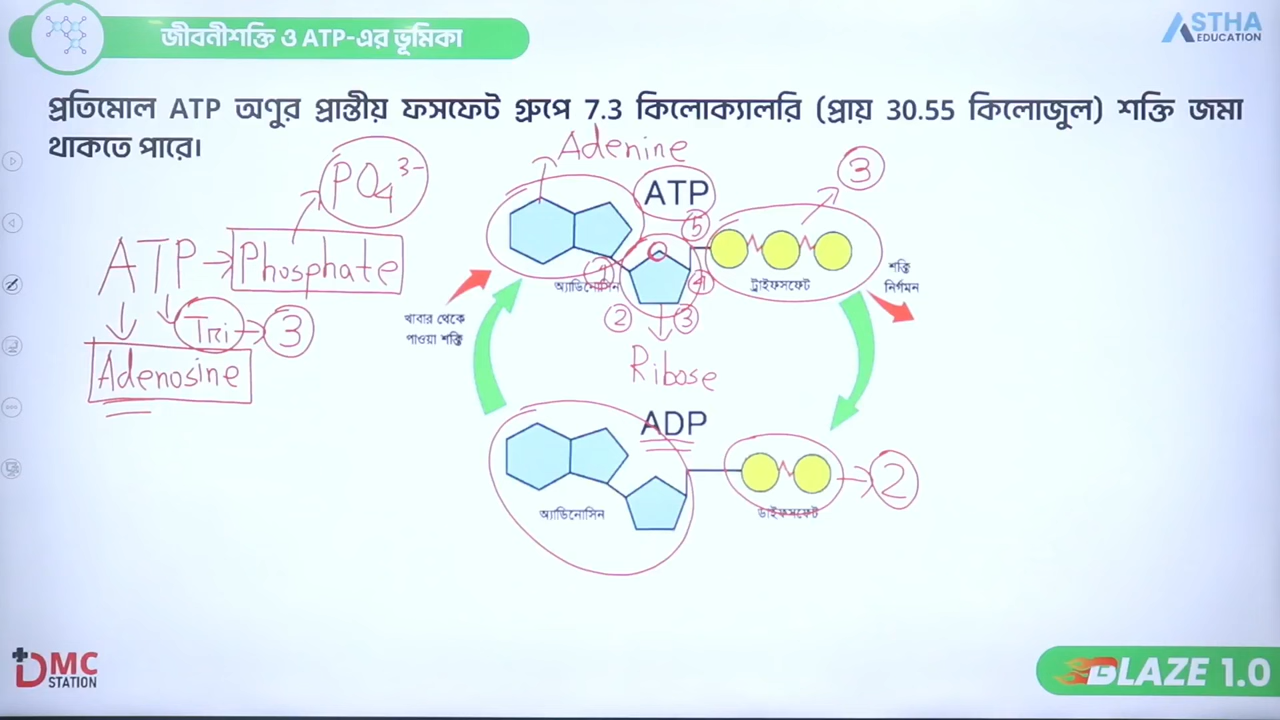 জীবনীশক্তি ও ATP-এর ভূমিকা
ASTHA
EDUCATION
প্রতিমোল ATP অণুর প্রান্তীয় ফসফেট গ্রুপে 7.3 কিলোক্যালরি (প্রায় 30.55 কিলোজুল) শক্তি জমা
থাকতে পারে।
PO₄³⁻
Adenine
ATP
3
ATP → Phosphate
Tri → 3
Adenosine
5
O
1
4
2
3
অ্যাডিনোসিন
ট্রাইফসফেট
শক্তি
নির্গমন
খাবার থেকে
পাওয়া শক্তি
Ribose
ADP
2
অ্যাডিনোসিন
ডাইফসফেট
DMC
STATION
BLAZE 1.0